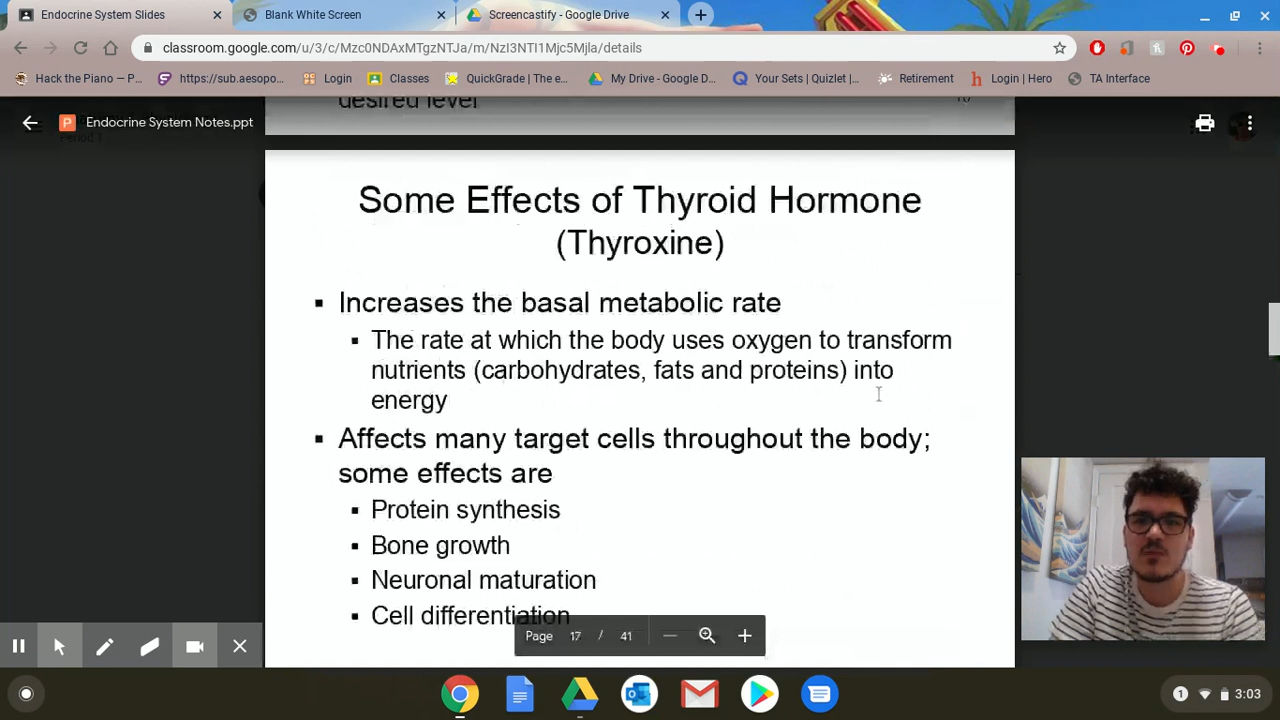 Endocrine System Slides
Blank White Screen
Screencastify - Google Drive
classroom.google.com/u/3/c/Mzc0NDAxMTgzNTJa/m/NzI3NTI1Mjc5Mjla/details
Hack the Piano — P...
https://sub.aesopo...
Login
Classes
QuickGrade | The e...
My Drive - Google D...
Your Sets | Quizlet |...
Retirement
Login | Hero
TA Interface
desired level
Endocrine System Notes.ppt
Period 1
Some Effects of Thyroid Hormone
(Thyroxine)
▪ Increases the basal metabolic rate
▪ The rate at which the body uses oxygen to transform
nutrients (carbohydrates, fats and proteins) into
energy
▪ Affects many target cells throughout the body;
some effects are
▪ Protein synthesis
▪ Bone growth
▪ Neuronal maturation
▪ Cell differentiation
Page 17 / 41
1
3:03